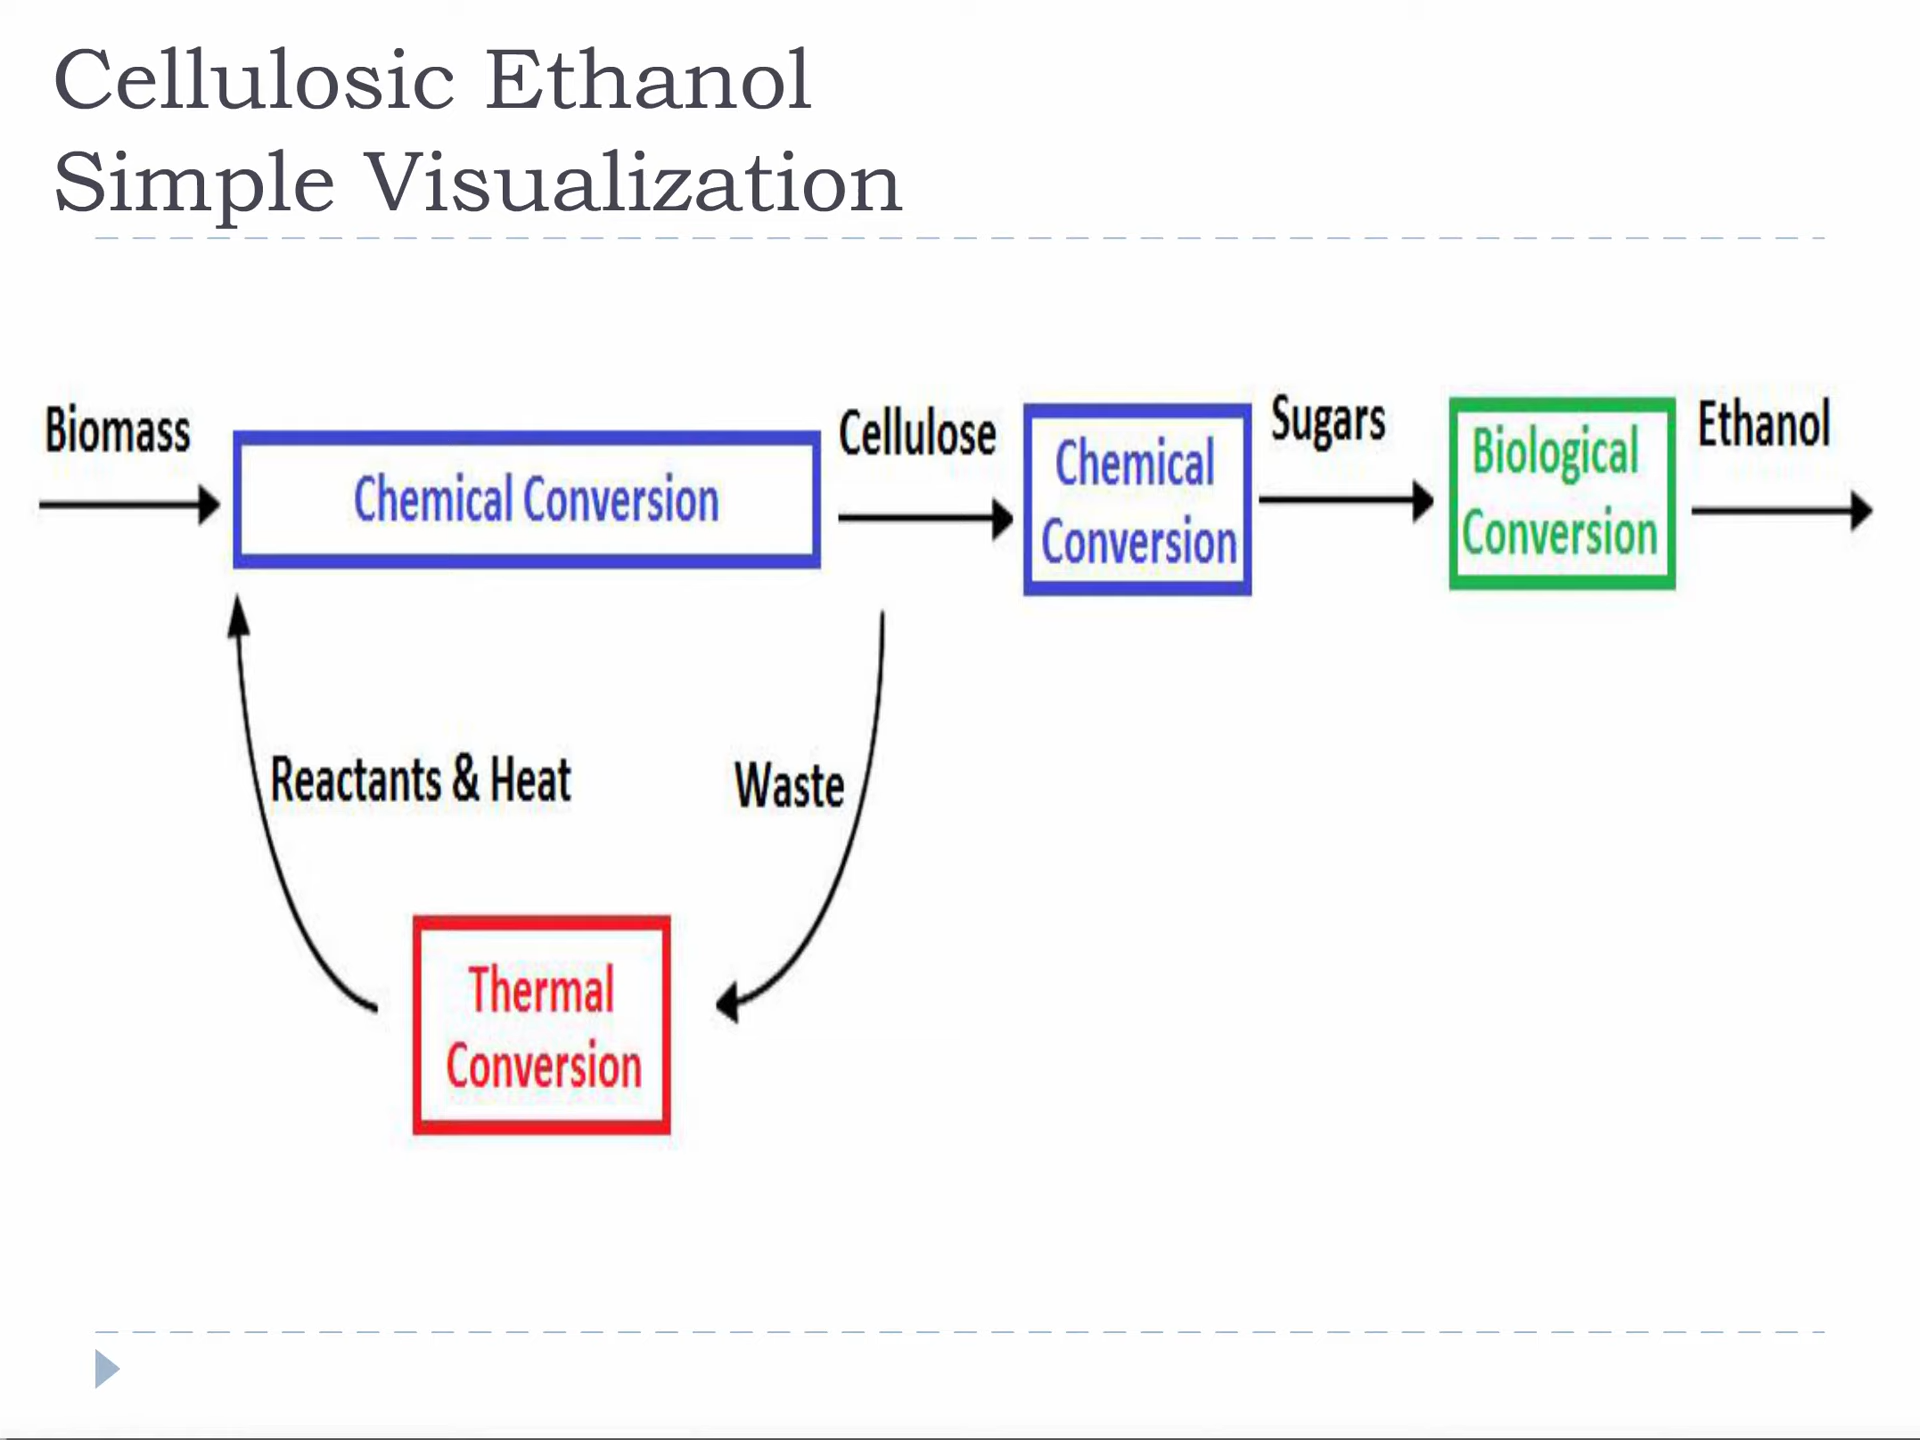 Cellulosic Ethanol
Simple Visualization
Biomass
Chemical Conversion
Cellulose
Chemical
Conversion
Sugars
Biological
Conversion
Ethanol
Reactants & Heat
Waste
Thermal
Conversion